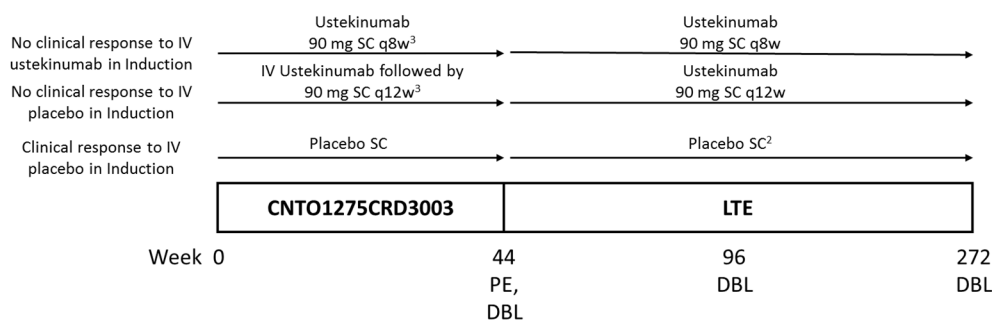 No clinical response to IV
ustekinumab in Induction
Ustekinumab
90 mg SC q8w³
Ustekinumab
90 mg SC q8w
No clinical response to IV
placebo in Induction
IV Ustekinumab followed by
90 mg SC q12w³
Ustekinumab
90 mg SC q12w
Clinical response to IV
placebo in Induction
Placebo SC
Placebo SC²
CNTO1275CRD3003
LTE
Week 0
44
PE,
DBL
96
DBL
272
DBL